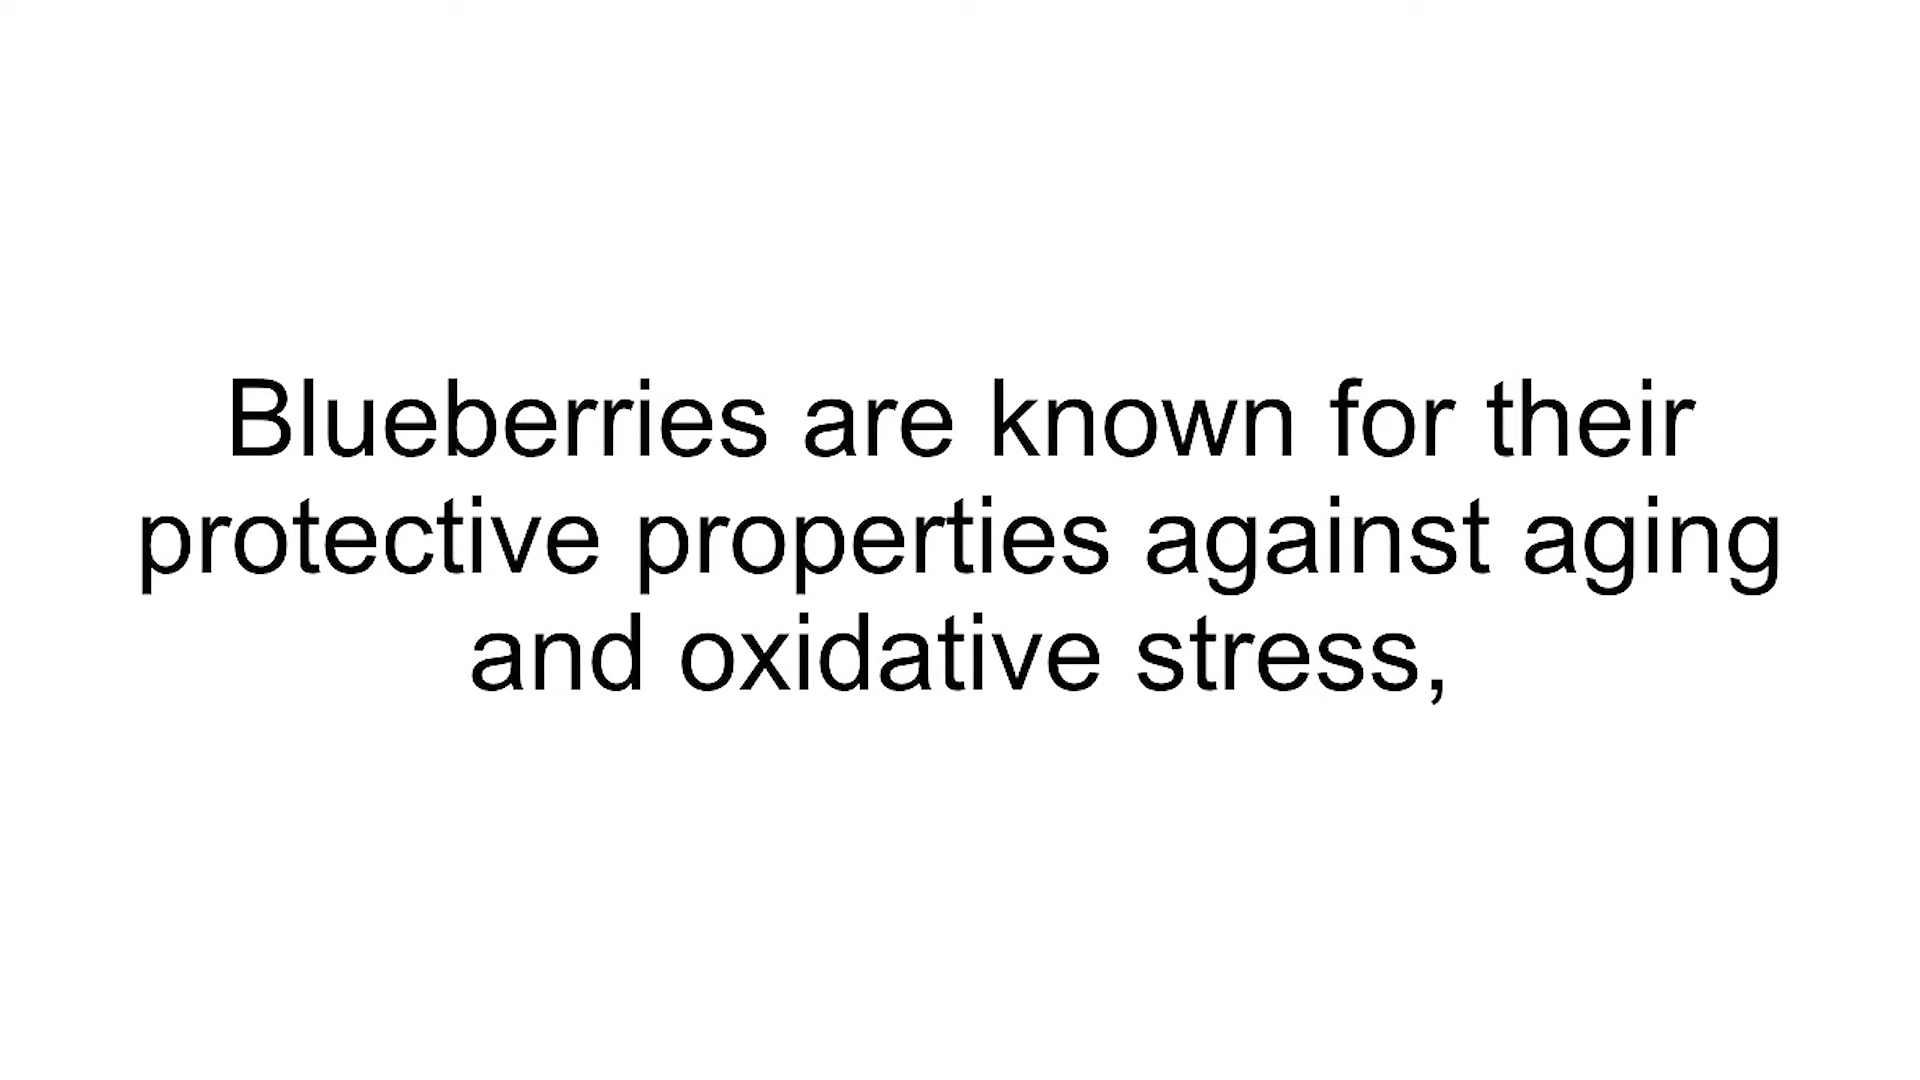 Blueberries are known for their
protective properties against aging
and oxidative stress,